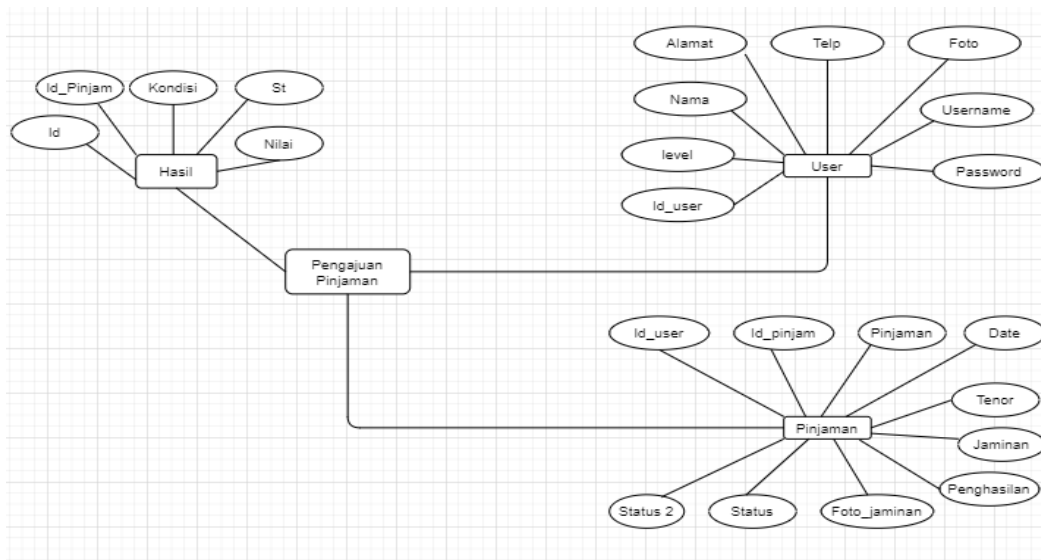 Alamat
Telp
Foto
Id_Pinjam
Kondisi
St
Nama
Username
Id
Nilai
level
User
Hasil
Password
Id_user
Pengajuan
Pinjaman
Id_user
Id_pinjam
Pinjaman
Date
Tenor
Pinjaman
Jaminan
Penghasilan
Status 2
Status
Foto_jaminan